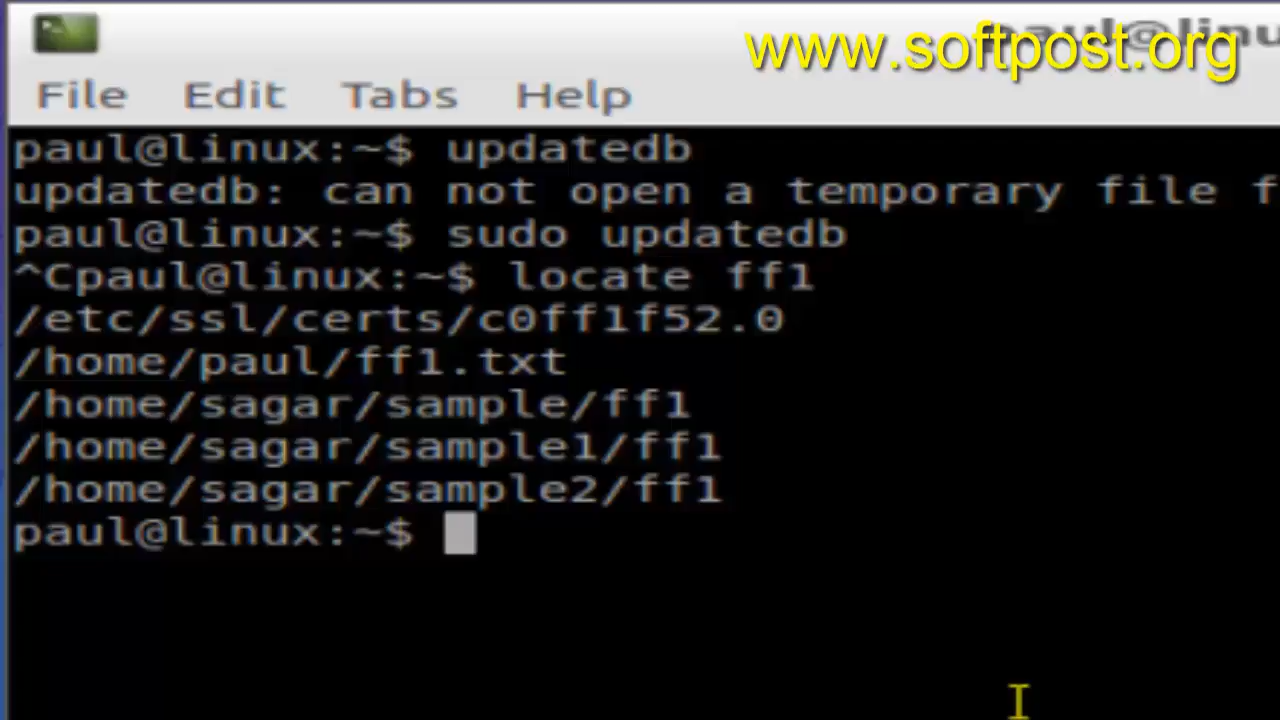 www.softpost.org
File Edit Tabs Help
paul@linux:~$ updatedb
updatedb: can not open a temporary file f
paul@linux:~$ sudo updatedb
^Cpaul@linux:~$ locate ff1
/etc/ssl/certs/c0ff1f52.0
/home/paul/ff1.txt
/home/sagar/sample/ff1
/home/sagar/sample1/ff1
/home/sagar/sample2/ff1
paul@linux:~$